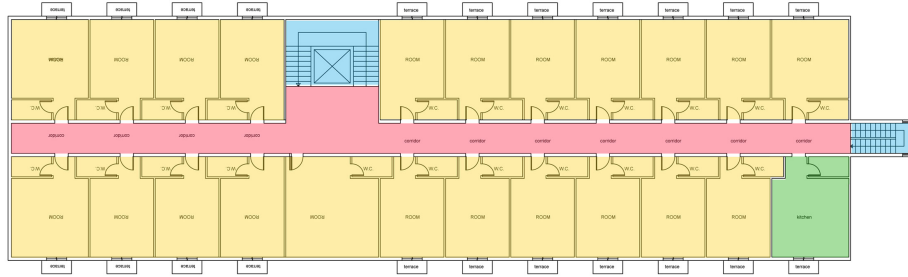 terrace terrace terrace terrace terrace terrace terrace terrace terrace terrace terrace
ROOM ROOM ROOM ROOM ROOM ROOM ROOM ROOM ROOM ROOM ROOM
W.C. W.C. W.C. W.C. W.C. W.C. W.C. W.C. W.C. W.C. W.C.
corridor corridor corridor corridor corridor corridor corridor corridor corridor corridor corridor
W.C. W.C. W.C. W.C. W.C. W.C. W.C. W.C. W.C. W.C. W.C.
ROOM ROOM ROOM ROOM ROOM ROOM ROOM ROOM ROOM ROOM ROOM kitchen
terrace terrace terrace terrace terrace terrace terrace terrace terrace terrace terrace